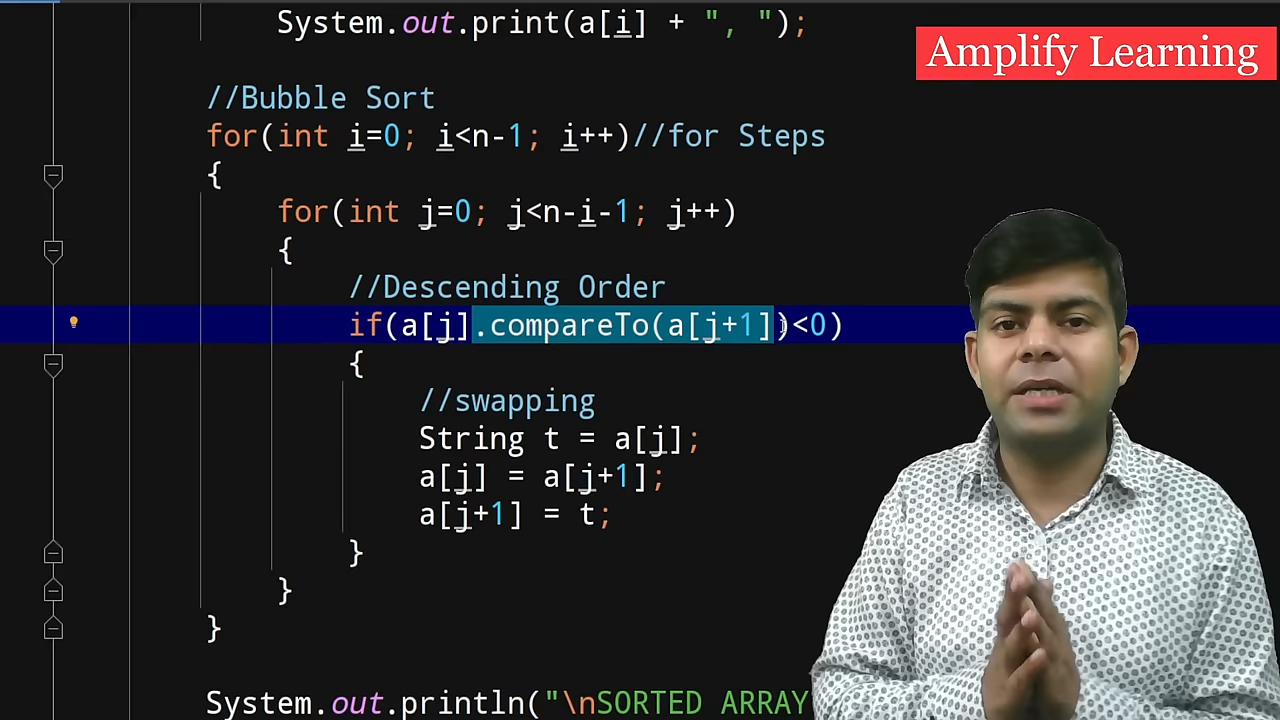 System.out.print(a[i] + ", ");
Amplify Learning
//Bubble Sort
for(int i=0; i<n-1; i++)//for Steps
{
for(int j=0; j<n-i-1; j++)
{
//Descending Order
if(a[j].compareTo(a[j+1])<0)
{
//swapping
String t = a[j];
a[j] = a[j+1];
a[j+1] = t;
}
}
}
System.out.println("\nSORTED ARRAY